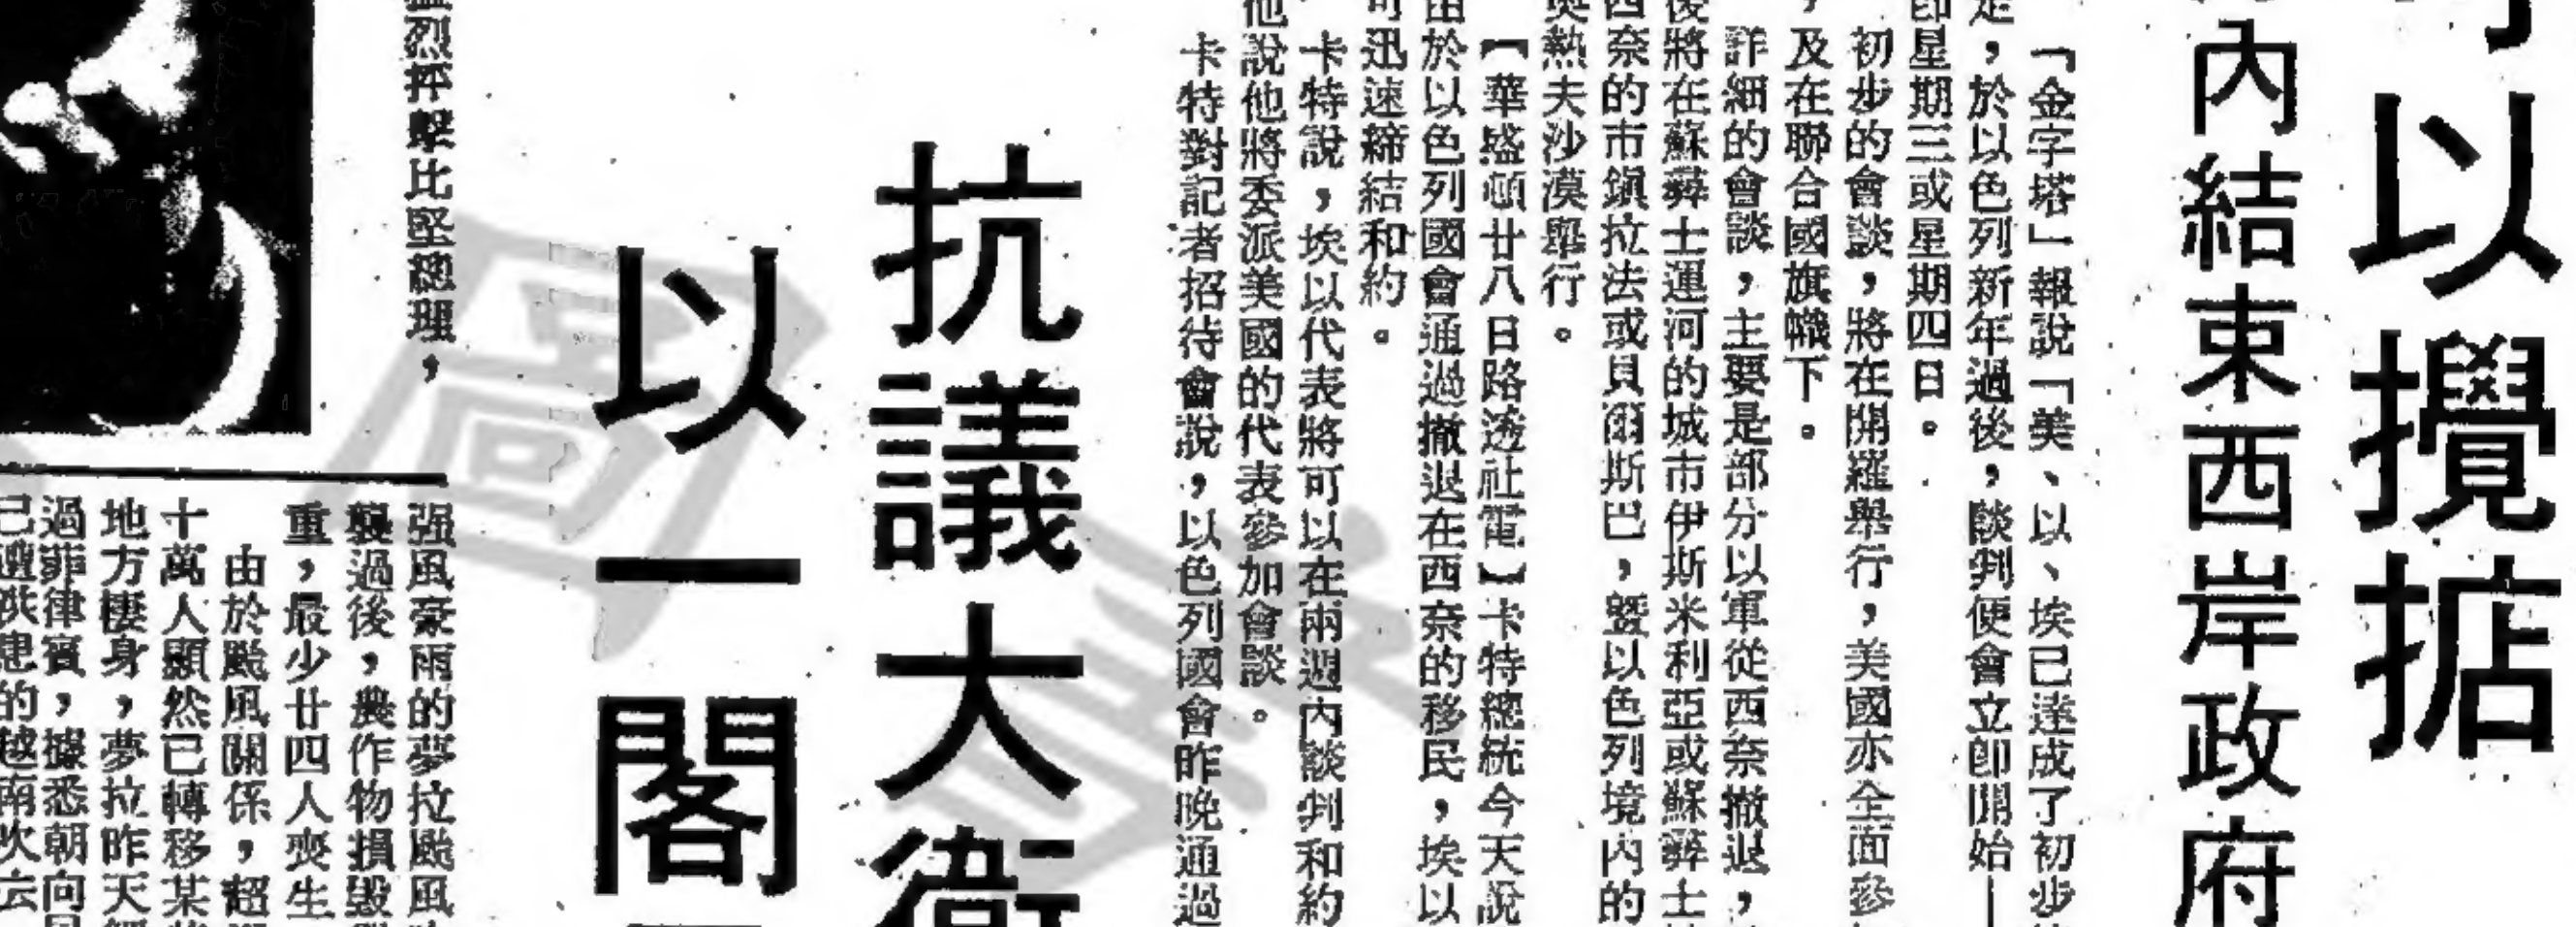 以攪掂
內結束西岸政府
「金字塔」報說「美、以、埃已達成了初步
，於以色列新年過後，談判便會立即開始—
即星期三或星期四日。
初步的會談，將在開羅舉行，美國亦全面參
，及在聯合國旗幟下。
詳細的會談，主要是部分以軍從西奈撤退，
後將在蘇彝士運河的城市伊斯米利亞或蘇彝士
西奈的市鎮拉法或貝爾斯巴，暨以色列境內的
與熱夫沙漠舉行。
【華盛頓廿八日路透社電】卡特總統今天說
由於以色列國會通過撤退在西奈的移民，埃以
可迅速締結和約。
卡特說，埃以代表將可以在兩週內談判和約
他說他將委派美國的代表參加會談。
卡特對記者招待會說，以色列國會昨晚通過
抗議大衛
以一閣
猛烈抨擊比堅總理，
强風豪雨的夢拉颱風
襲過後，農作物損毀
重，最少廿四人喪生
由於颱風關係，超
十萬人顯然已轉移某
地方棲身，夢拉昨天
過菲律賓，據悉朝向
已遭洪患的越南吹去